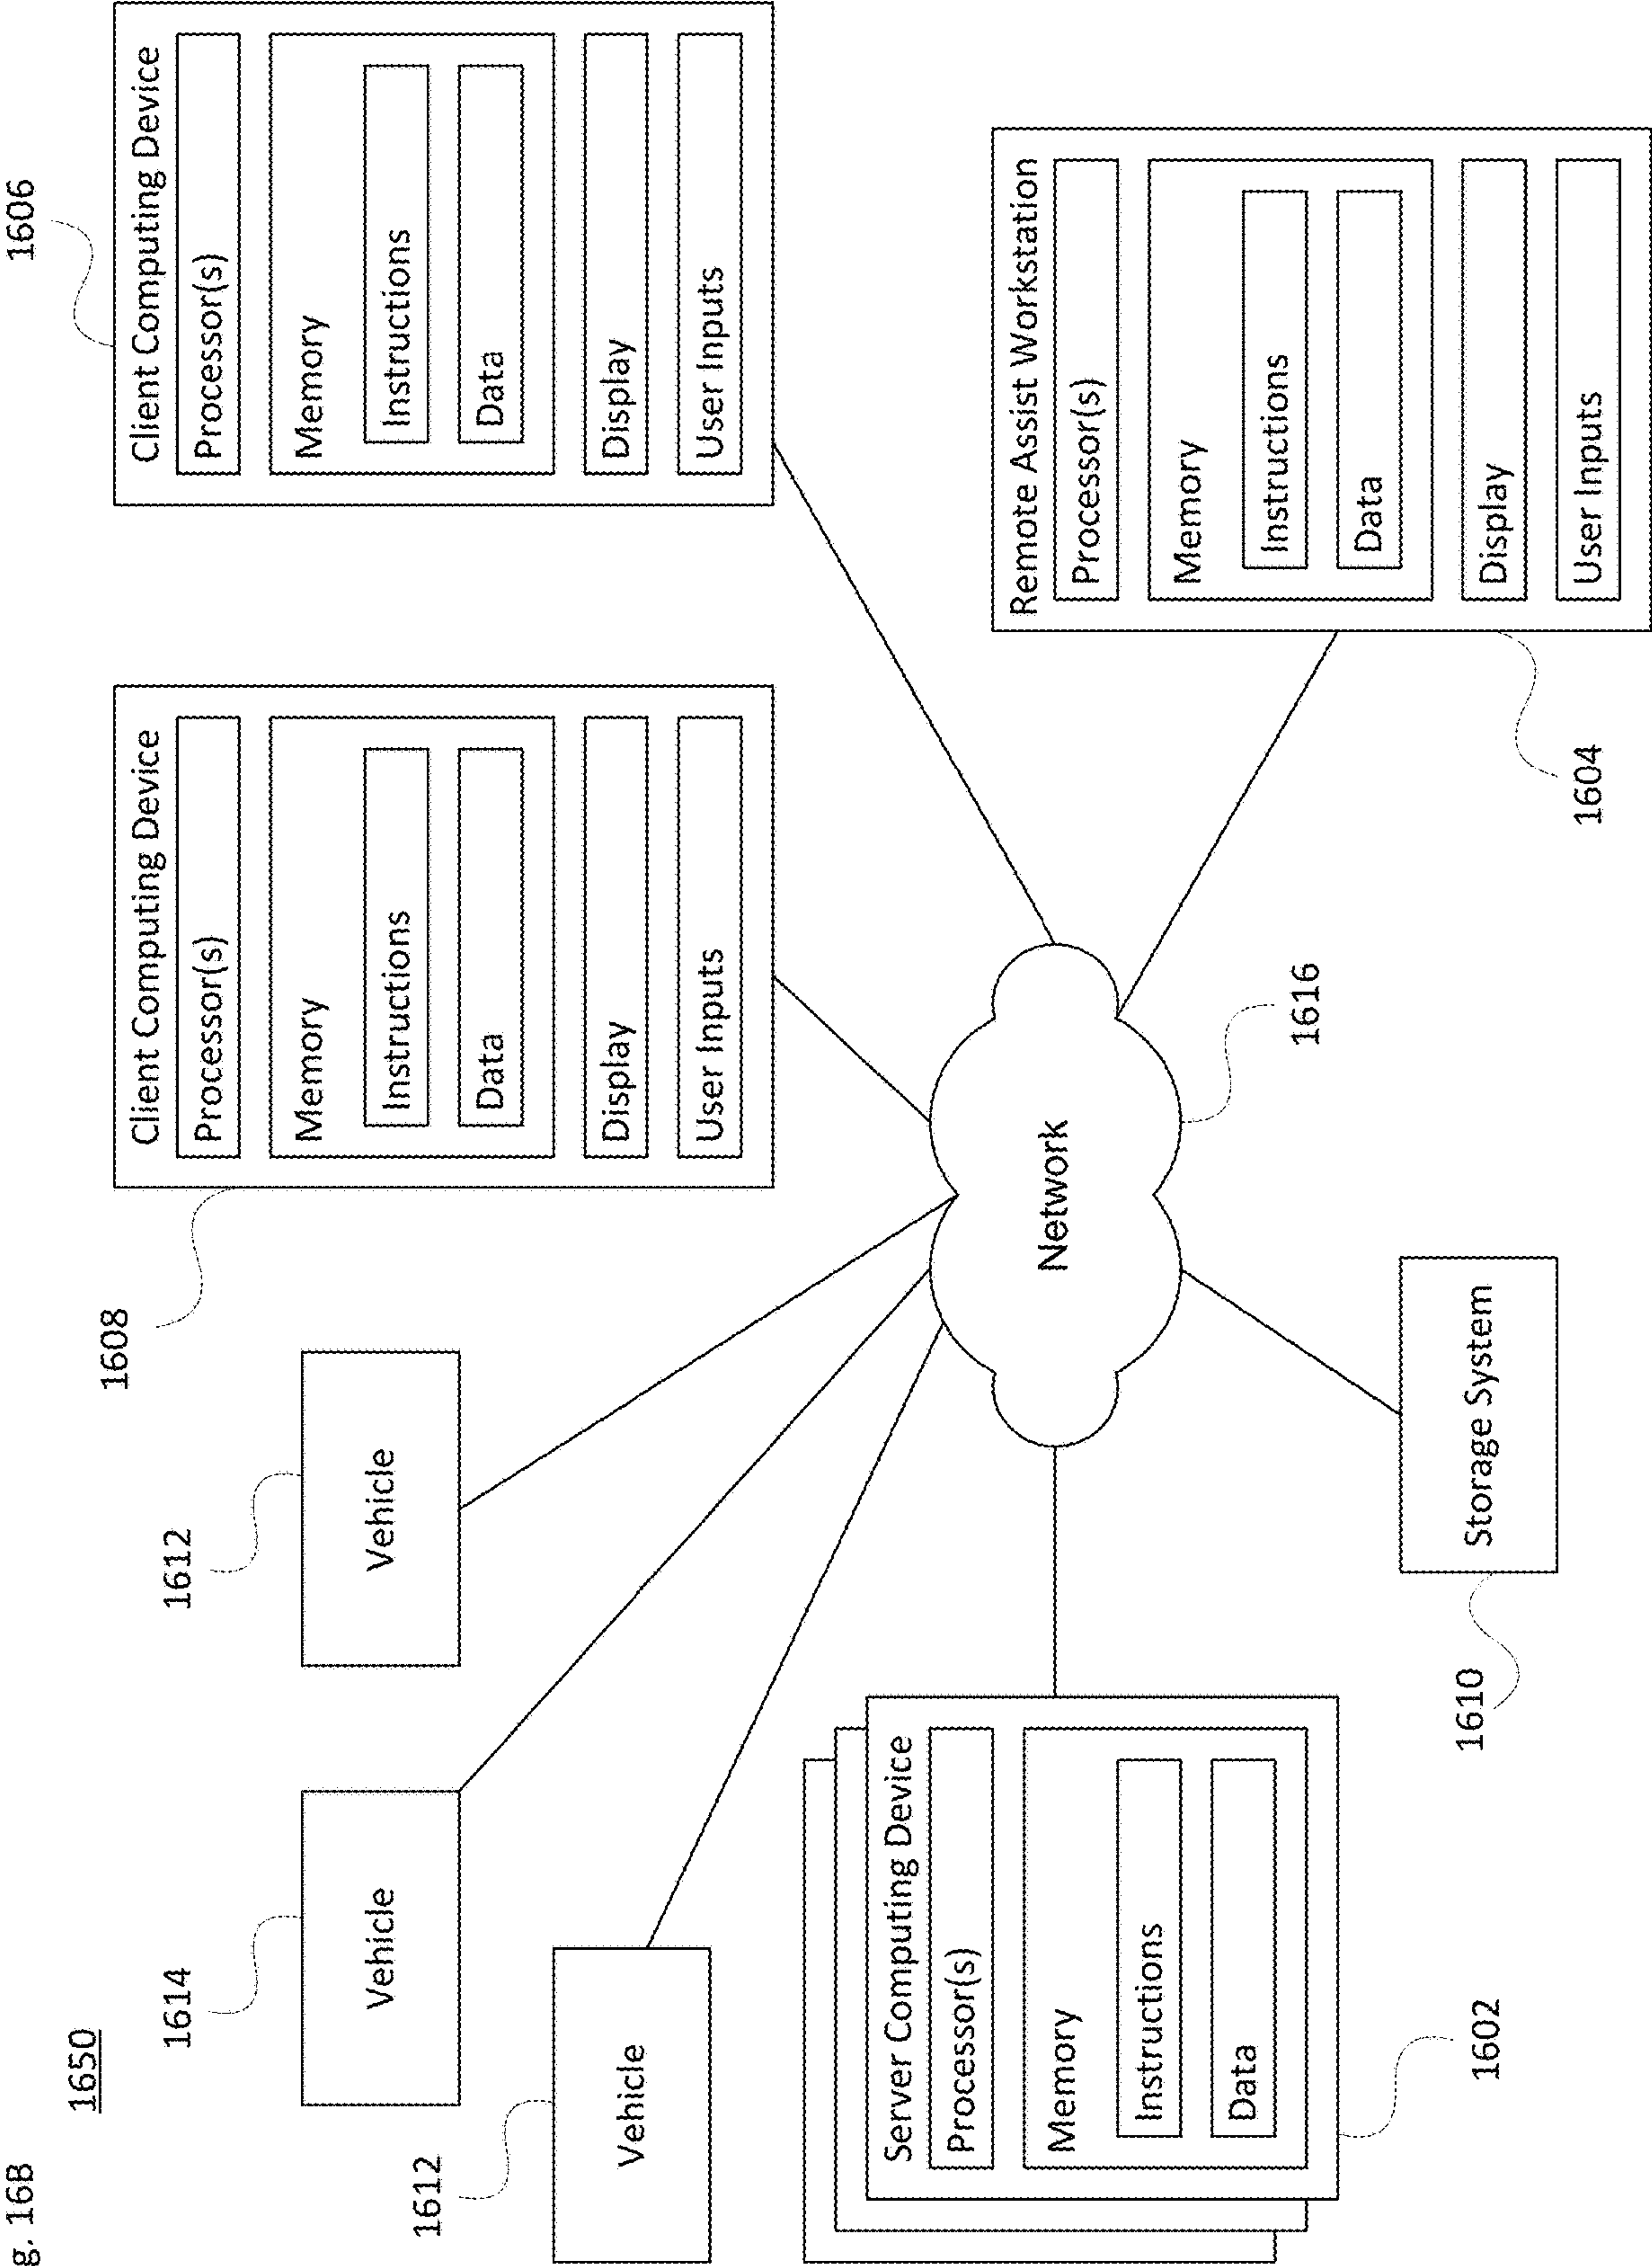 g. 16B
1650
1612
Vehicle
1614
Vehicle
1612
Vehicle
1608
Client Computing Device
Processor(s)
Memory
Instructions
Data
Display
User Inputs
1606
Client Computing Device
Processor(s)
Memory
Instructions
Data
Display
User Inputs
Server Computing Device
Processor(s)
Memory
Instructions
Data
1602
Network
1616
Storage System
1610
Remote Assist Workstation
Processor(s)
Memory
Instructions
Data
Display
User Inputs
1604